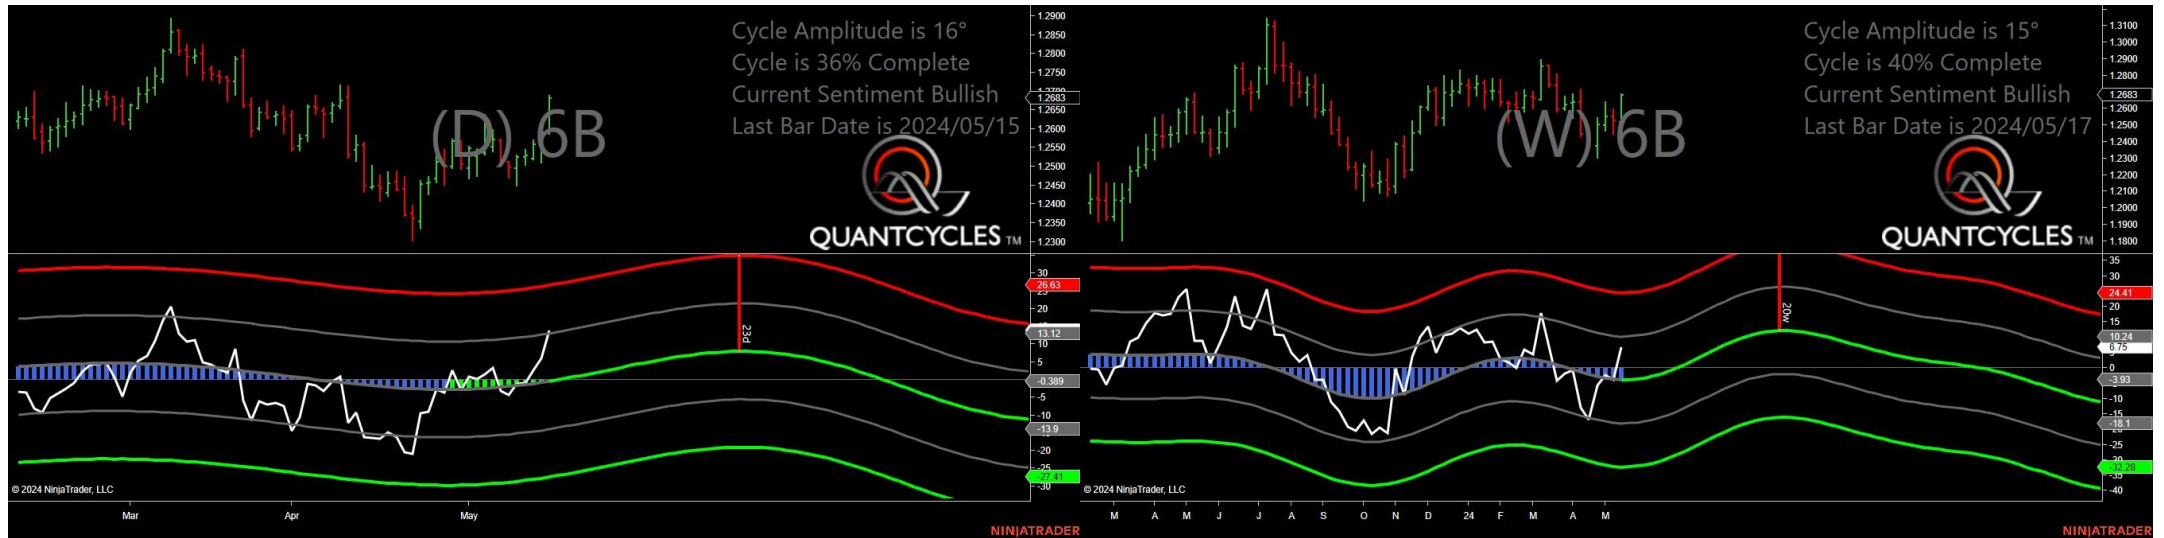 Cycle Amplitude is 16°
Cycle is 36% Complete
Current Sentiment Bullish
Last Bar Date is 2024/05/15
(D) 6B
QUANTCYCLES TM
1.2900
1.2850
1.2800
1.2750
1.2683
1.2650
1.2600
1.2550
1.2500
1.2450
1.2400
1.2350
1.2300
23d
30
26.63
25
13.12
10
5
-0.389
-5
-10
-13.9
-20
-25
-27.41
-30
© 2024 NinjaTrader, LLC
Mar Apr May
NINJATRADER
Cycle Amplitude is 15°
Cycle is 40% Complete
Current Sentiment Bullish
Last Bar Date is 2024/05/17
(W) 6B
QUANTCYCLES TM
1.3100
1.3000
1.2900
1.2800
1.2683
1.2600
1.2500
1.2400
1.2300
1.2200
1.2100
1.2000
1.1900
1.1800
20w
35
30
24.41
20
15
10.24
6.75
0
-3.93
-10
-15
-18.1
-25
-32.28
-35
-40
© 2024 NinjaTrader, LLC
M A M J J A S O N D 24 F M A M
NINJATRADER